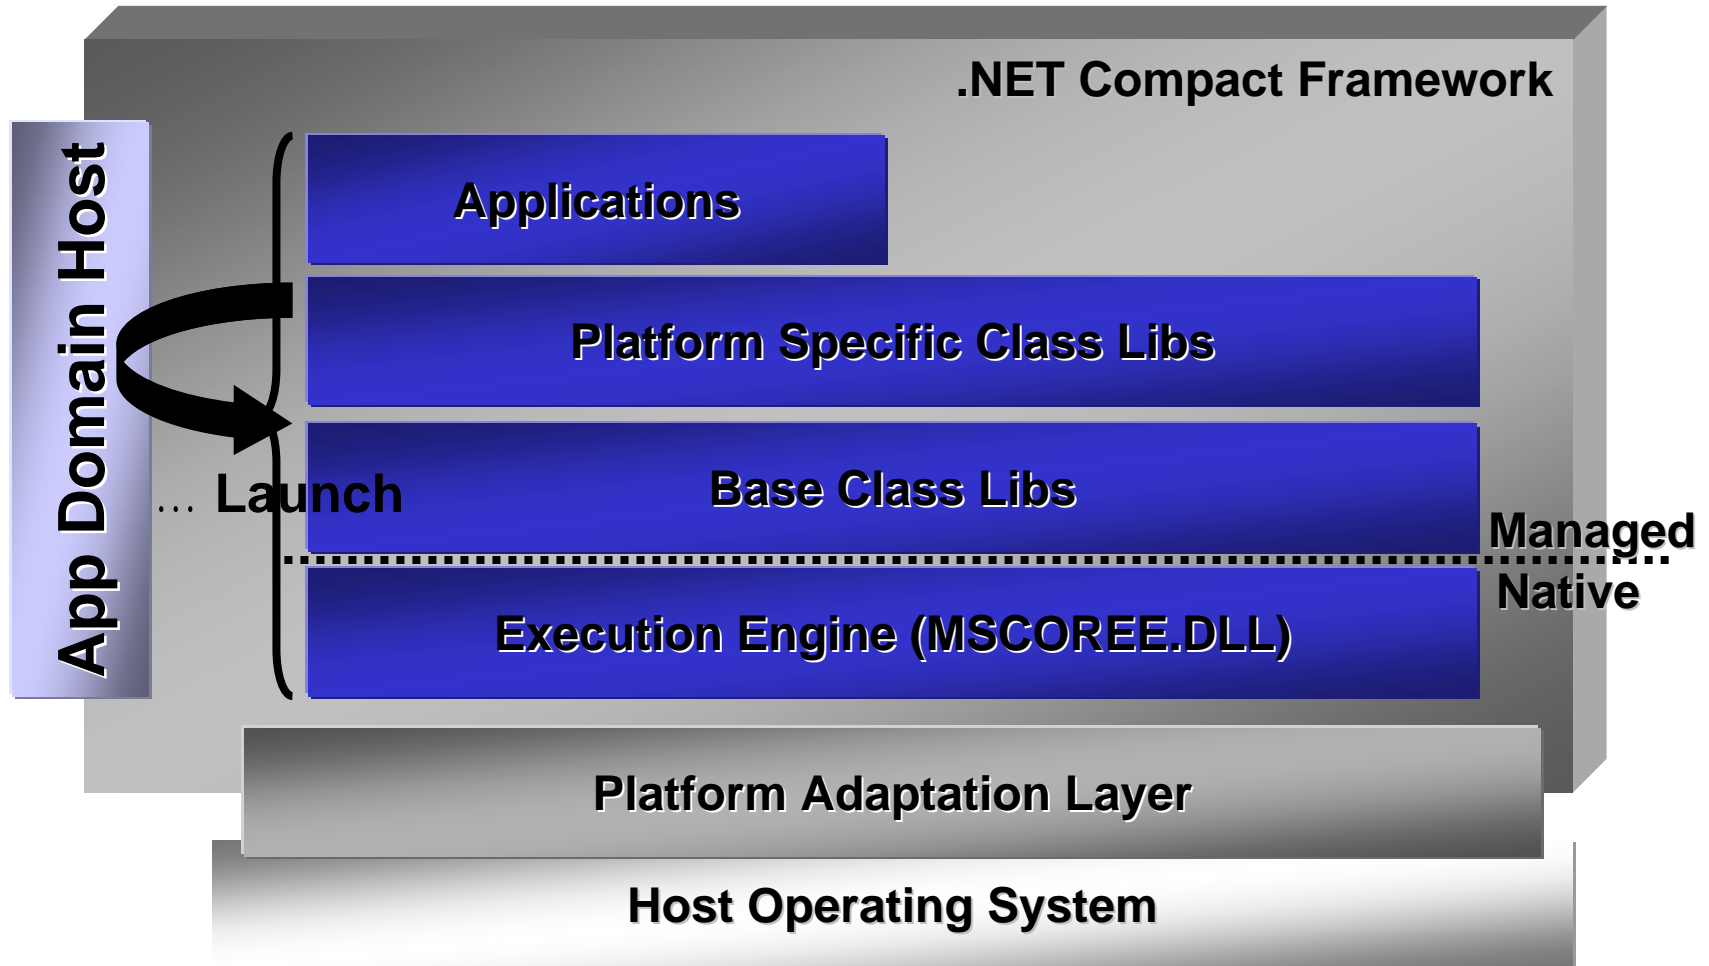 .NET Compact Framework
App Domain Host
Applications
Platform Specific Class Libs
... Launch
Base Class Libs
Managed
Native
Execution Engine (MSCOREE.DLL)
Platform Adaptation Layer
Host Operating System